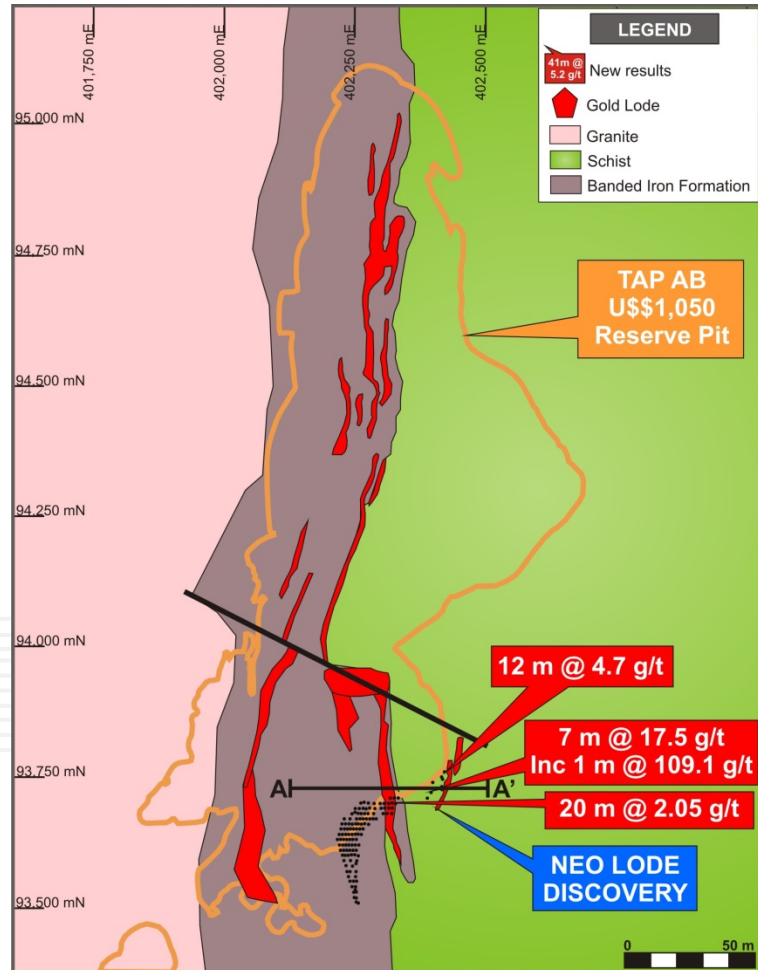 401,750 mE
402,000 mE
402,250 mE
402,500 mE
LEGEND
41m @
5.2 g/t
New results
Gold Lode
Granite
Schist
Banded Iron Formation
95,000 mN
94,750 mN
94,500 mN
94,250 mN
94,000 mN
93,750 mN
93,500 mN
TAP AB
U$$1,050
Reserve Pit
12 m @ 4.7 g/t
7 m @ 17.5 g/t
Inc 1 m @ 109.1 g/t
A
A'
20 m @ 2.05 g/t
NEO LODE
DISCOVERY
0
50 m